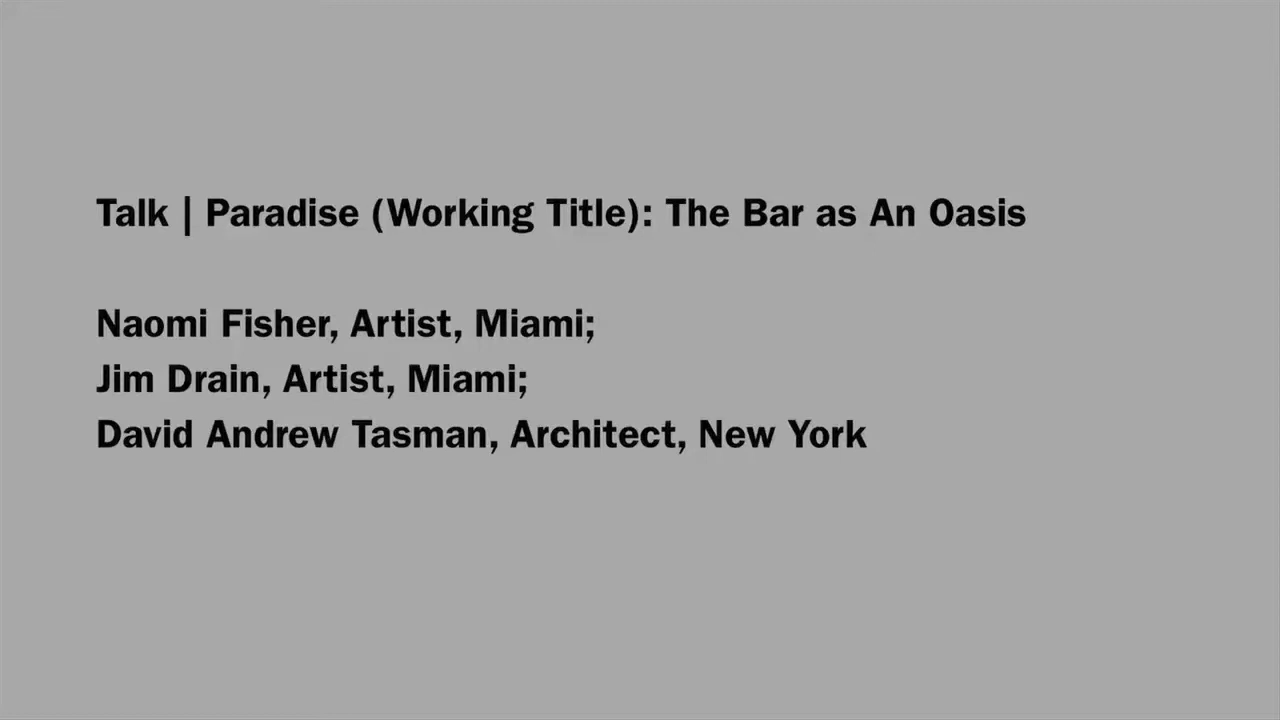 Talk | Paradise (Working Title): The Bar as An Oasis
Naomi Fisher, Artist, Miami;
Jim Drain, Artist, Miami;
David Andrew Tasman, Architect, New York